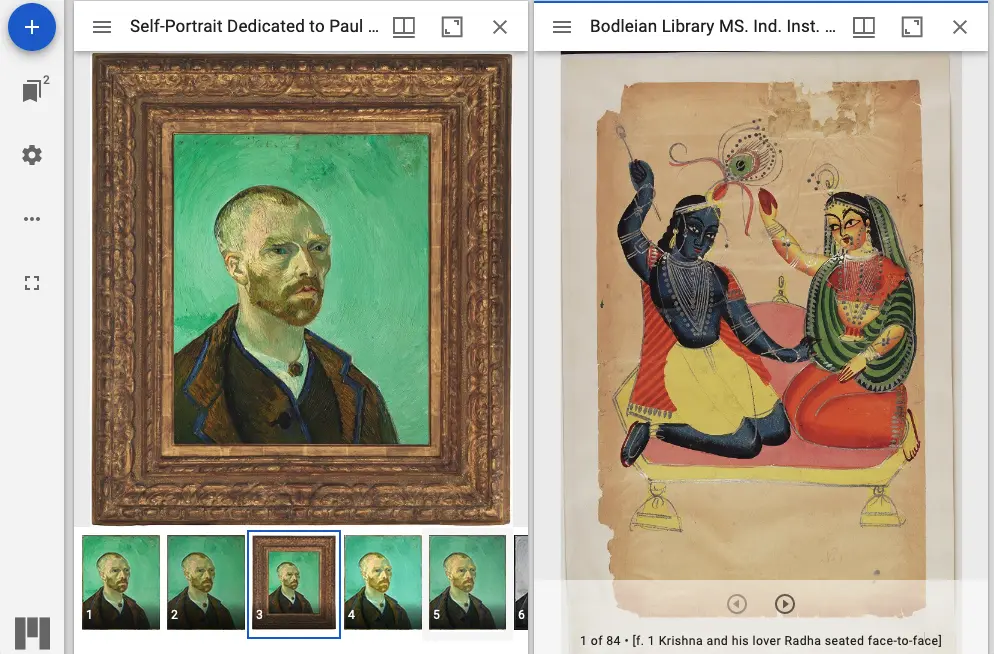 2
Self-Portrait Dedicated to Paul ...
1
2
3
4
5
6
Bodleian Library MS. Ind. Inst. ...
1 of 84 • [f. 1 Krishna and his lover Radha seated face-to-face]